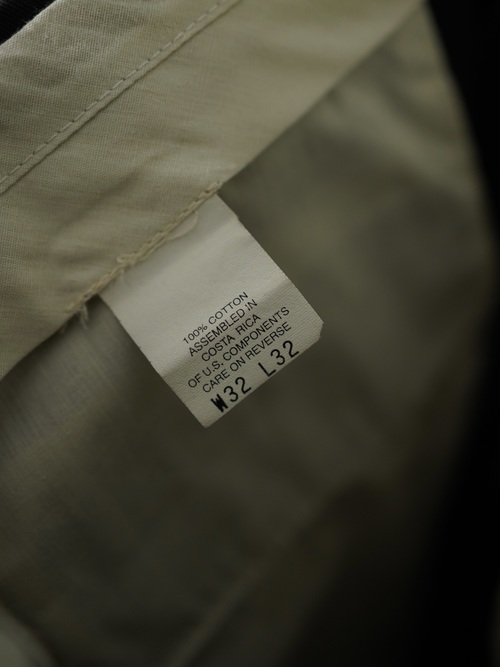 100% COTTON
ASSEMBLED IN
COSTA RICA
OF U.S. COMPONENTS
CARE ON REVERSE
W32 L32